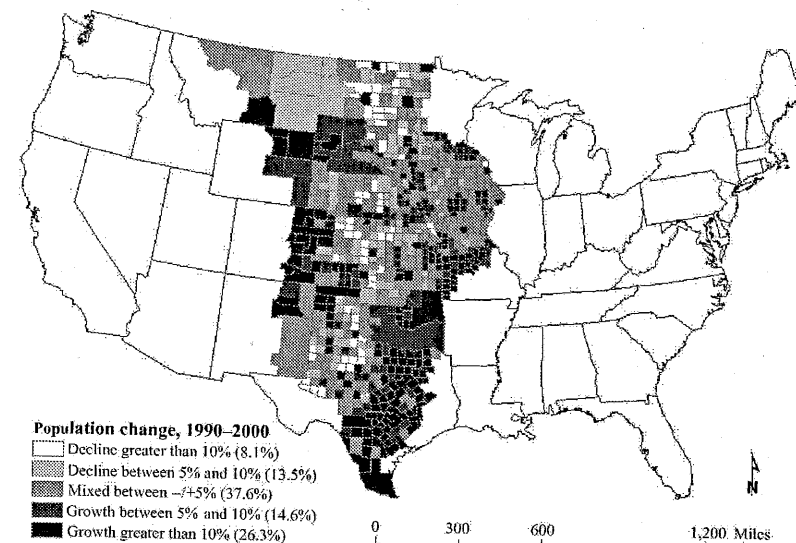 Population change, 1990–2000
Decline greater than 10% (8.1%)
Decline between 5% and 10% (13.5%)
Mixed between –/+5% (37.6%)
Growth between 5% and 10% (14.6%)
Growth greater than 10% (26.3%)
N
0 300 600 1,200 Miles